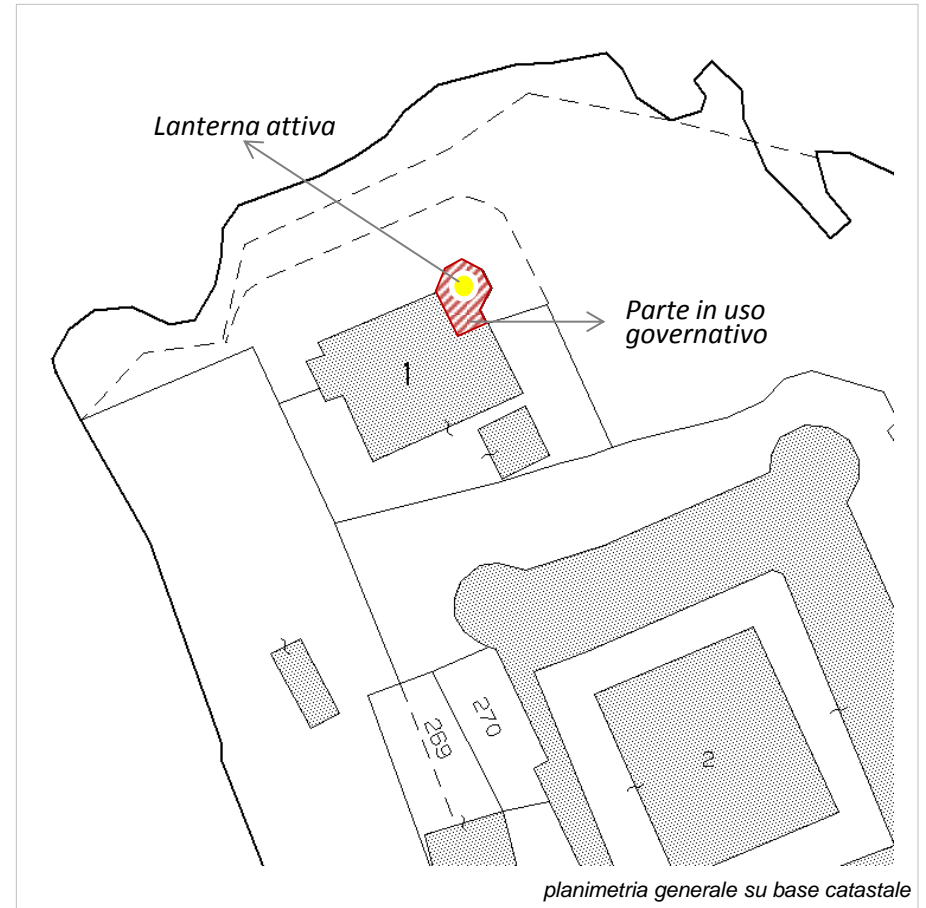 Lanterna attiva
Parte in uso
governativo
1
269
270
2
planimetria generale su base catastale